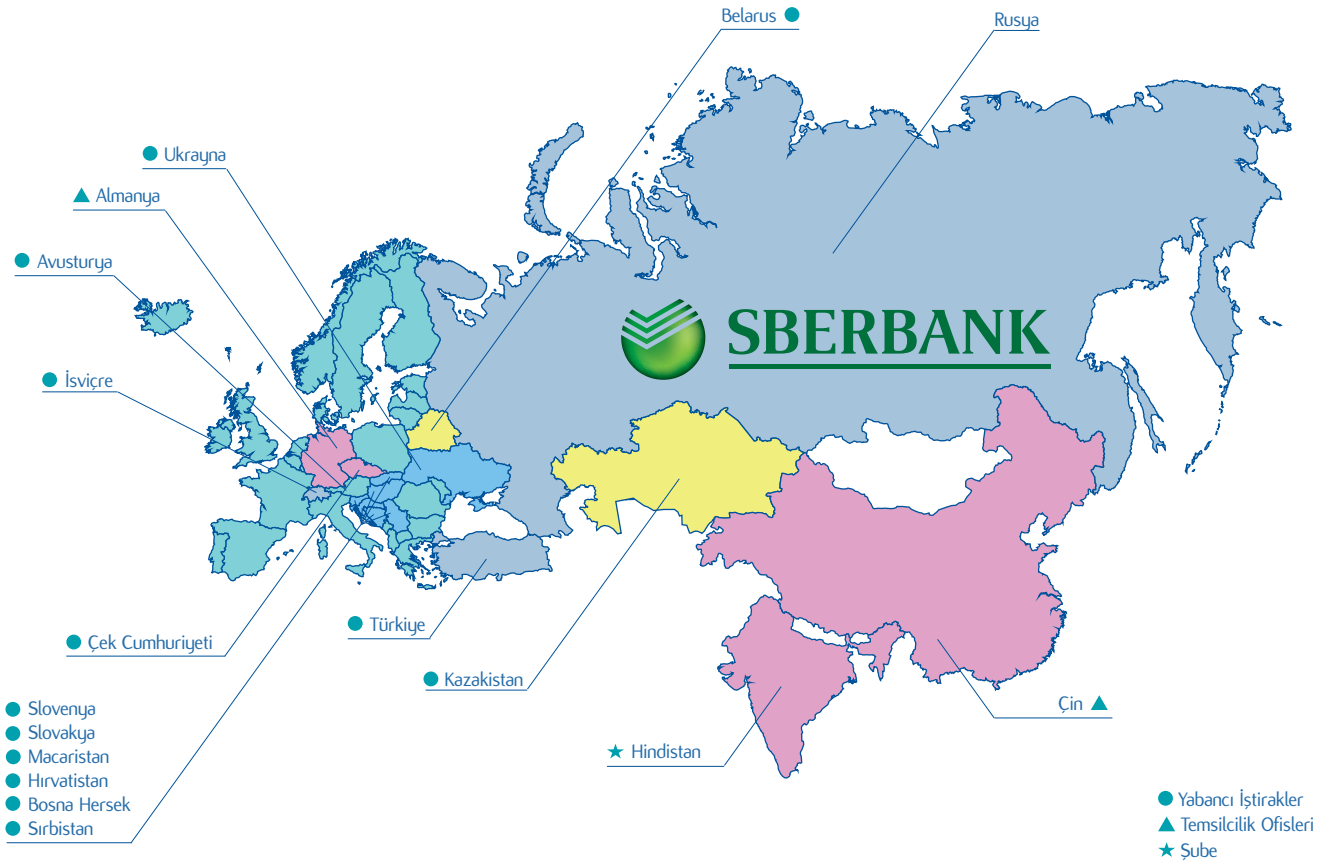 Belarus
Rusya
Ukrayna
Almanya
Avusturya
SBERBANK
İsviçre
Türkiye
Çek Cumhuriyeti
Kazakistan
Slovenya
Slovakya
Macaristan
Hırvatistan
Bosna Hersek
Sırbistan
Çin
Hindistan
Yabancı İştirakler
Temsilcilik Ofisleri
Şube